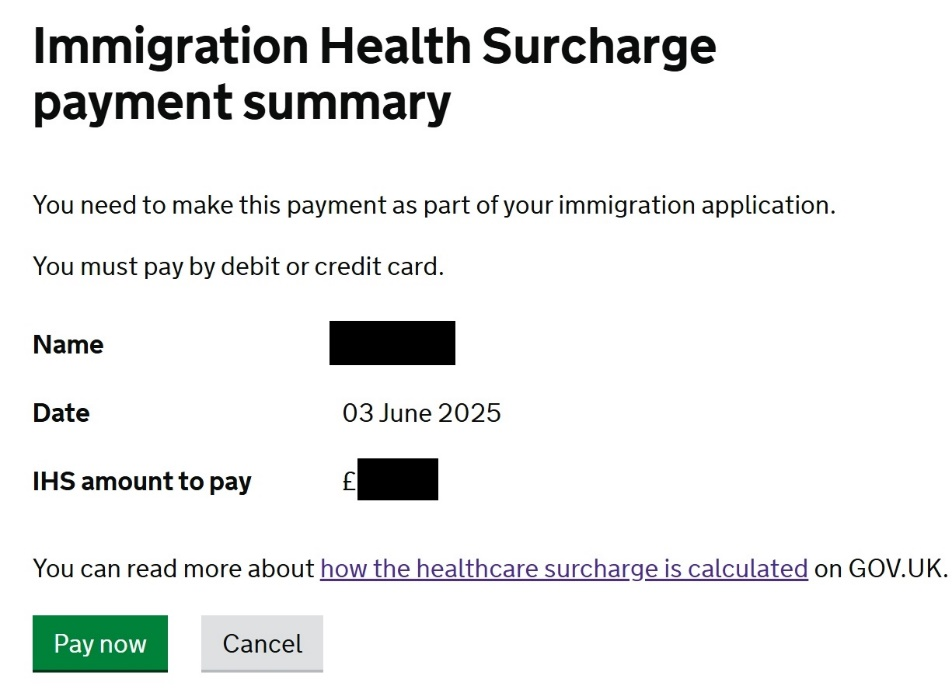 Immigration Health Surcharge
payment summary
You need to make this payment as part of your immigration application.
You must pay by debit or credit card.
Name
Date 03 June 2025
IHS amount to pay £
You can read more about how the healthcare surcharge is calculated on GOV.UK.
Pay now Cancel